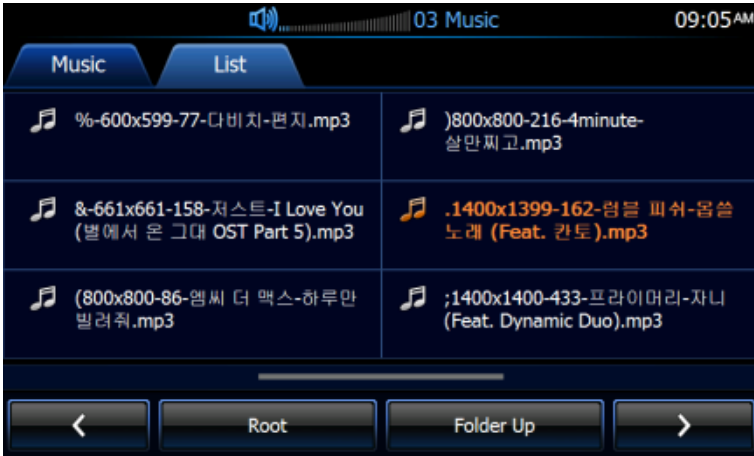 03 Music
09:05 AM
Music
List
%-600x599-77-다비치-편지.mp3
)800x800-216-4minute-
살만찌고.mp3
&-661x661-158-저스트-I Love You
(별에서 온 그대 OST Part 5).mp3
.1400x1399-162-럼블 피쉬-몹쓸
노래 (Feat. 칸토).mp3
(800x800-86-엠씨 더 맥스-하루만
빌려줘.mp3
;1400x1400-433-프라이머리-자니
(Feat. Dynamic Duo).mp3
Root
Folder Up